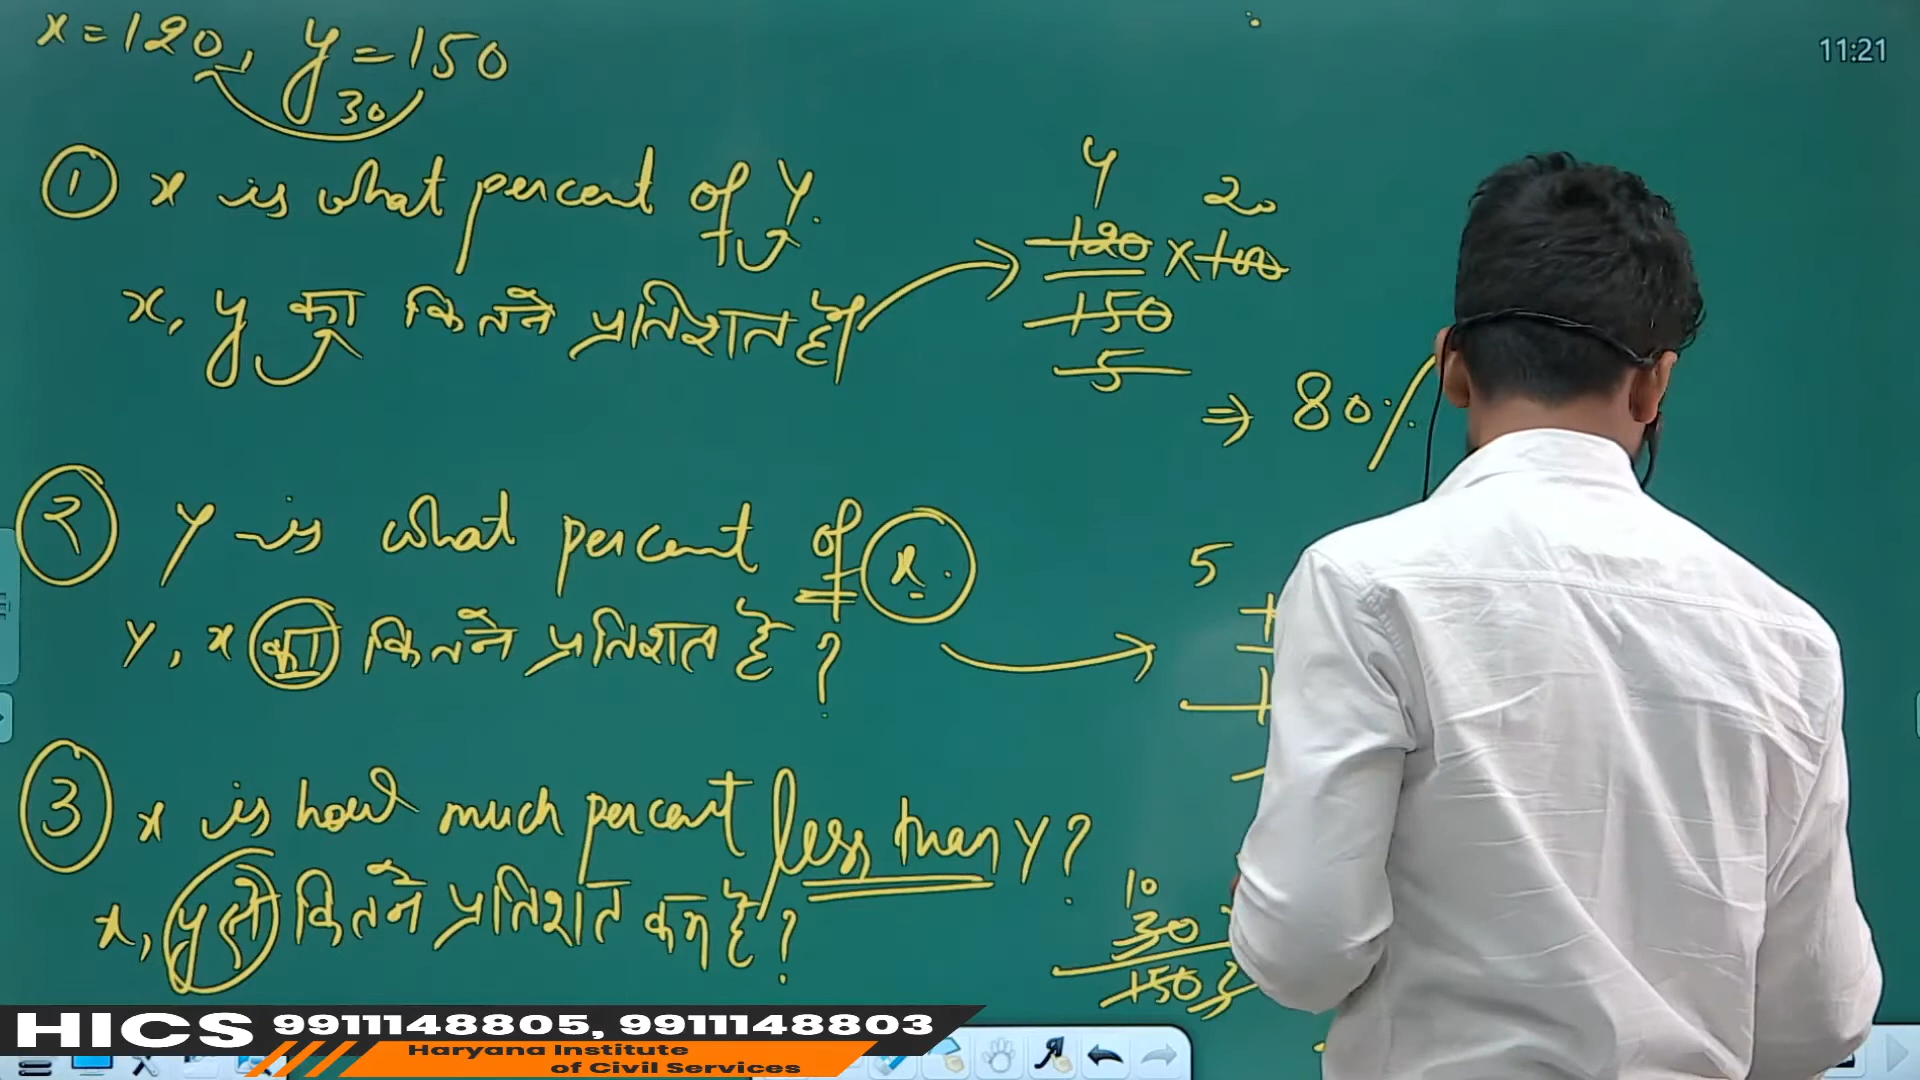 x = 120, y = 150
30
11:21
① x is what percent of y.
x, y का कितने प्रतिशत है।
4 20
120 × 100
150
5
⇒ 80%
② y is what percent of x.
y, x का कितने प्रतिशत है ?
5
③ x is how much percent less than y ?
x, y से कितने प्रतिशत कम है ?
10
30
150 3
HICS 9911148805, 9911148803
Haryana Institute
of Civil Services